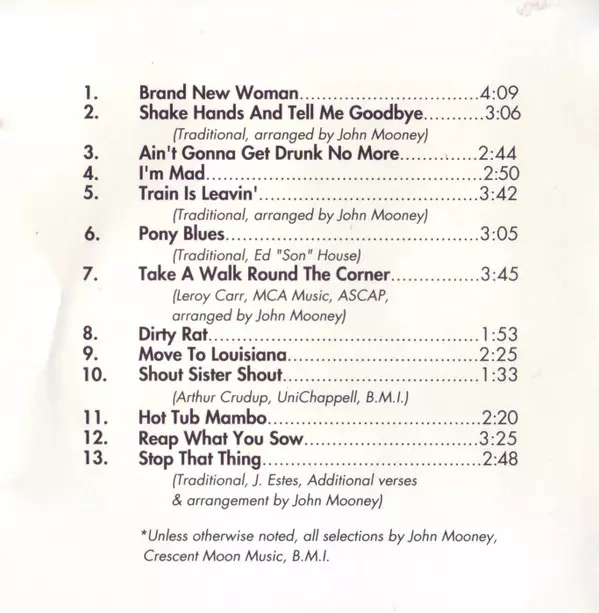 1. Brand New Woman..............................4:09
2. Shake Hands And Tell Me Goodbye..........3:06
(Traditional, arranged by John Mooney)
3. Ain't Gonna Get Drunk No More.............2:44
4. I'm Mad..............................................2:50
5. Train Is Leavin'.....................................3:42
(Traditional, arranged by John Mooney)
6. Pony Blues..........................................3:05
(Traditional, Ed "Son" House)
7. Take A Walk Round The Corner...............3:45
(Leroy Carr, MCA Music, ASCAP,
arranged by John Mooney)
8. Dirty Rat.............................................1:53
9. Move To Louisiana................................2:25
10. Shout Sister Shout.................................1:33
(Arthur Crudup, UniChappell, B.M.I.)
11. Hot Tub Mambo....................................2:20
12. Reap What You Sow.............................3:25
13. Stop That Thing.....................................2:48
(Traditional, J. Estes, Additional verses
& arrangement by John Mooney)
*Unless otherwise noted, all selections by John Mooney,
Crescent Moon Music, B.M.I.